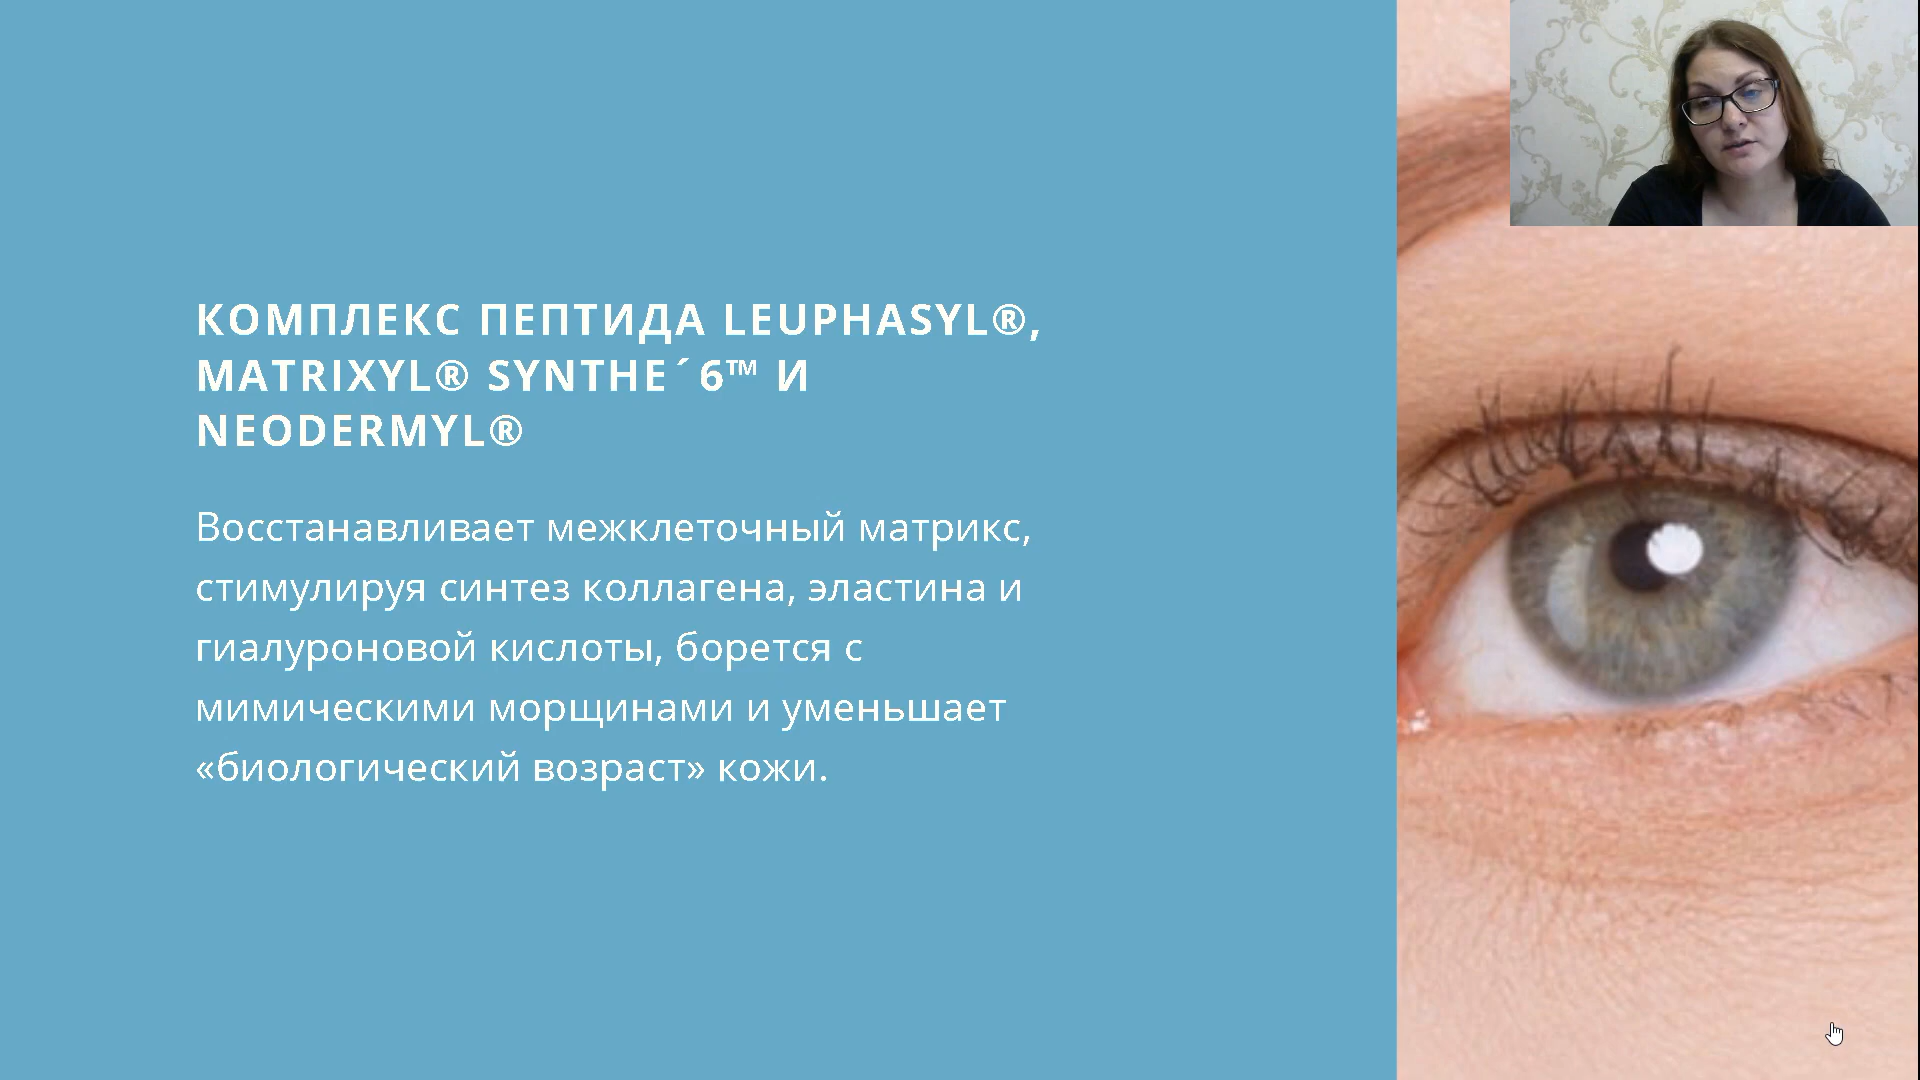 КОМПЛЕКС ПЕПТИДА LEUPHASYL®,
MATRIXYL® SYNTHE´6™ И
NEODERMYL®
Восстанавливает межклеточный матрикс,
стимулируя синтез коллагена, эластина и
гиалуроновой кислоты, борется с
мимическими морщинами и уменьшает
«биологический возраст» кожи.